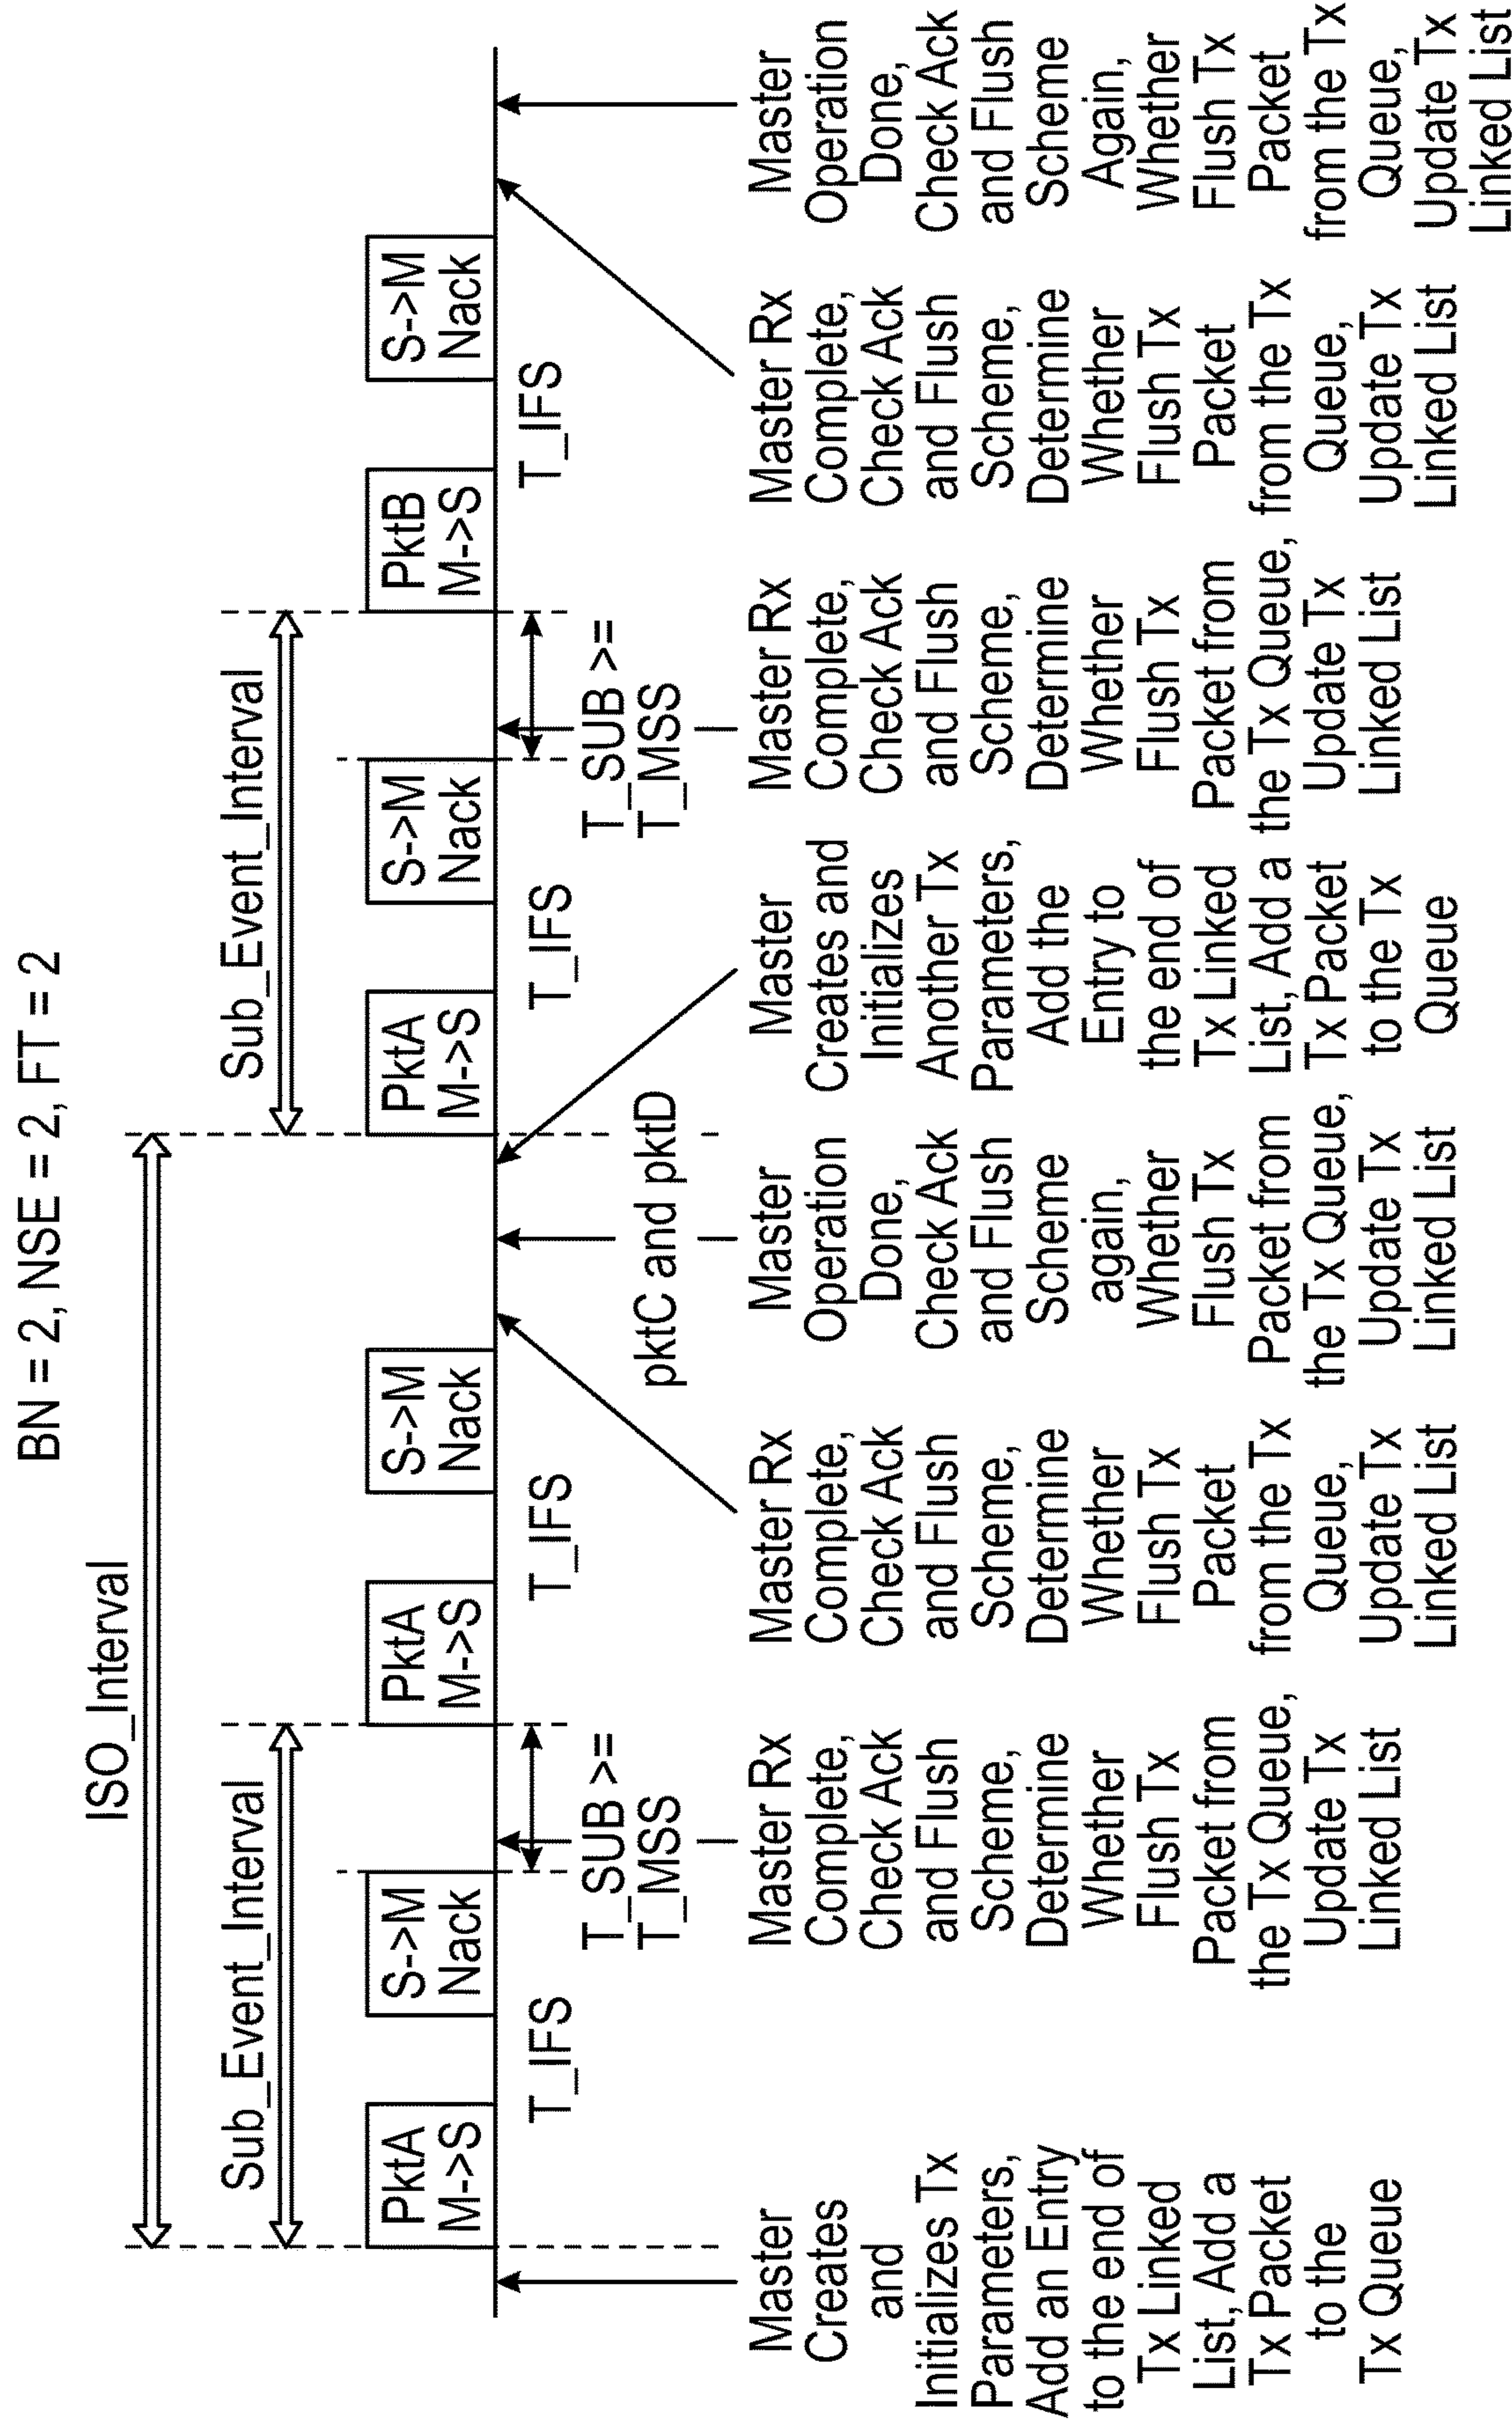 BN = 2, NSE = 2, FT = 2
ISO_Interval
Sub_Event_Interval
Sub_Event_Interval
PktA
M->S
S->M
Nack
PktA
M->S
S->M
Nack
PktA
M->S
S->M
Nack
PktB
M->S
S->M
Nack
T_IFS
T_SUB >=
T_MSS
T_IFS
pktC and pktD
T_IFS
T_SUB >=
T_MSS
T_IFS
Master
Creates
and
Initializes Tx
Parameters,
Add an Entry
to the end of
Tx Linked
List, Add a
Tx Packet
to the
Tx Queue
Master Rx
Complete,
Check Ack
and Flush
Scheme,
Determine
Whether
Flush Tx
Packet from
the Tx Queue,
Update Tx
Linked List
Master Rx
Complete,
Check Ack
and Flush
Scheme,
Determine
Whether
Flush Tx
Packet
from the Tx
Queue,
Update Tx
Linked List
Master
Operation
Done,
Check Ack
and Flush
Scheme
again,
Whether
Flush Tx
Packet from
the Tx Queue,
Update Tx
Linked List
Master
Creates and
Initializes
Another Tx
Parameters,
Add the
Entry to
the end of
Tx Linked
List, Add a
Tx Packet
to the Tx
Queue
Master Rx
Complete,
Check Ack
and Flush
Scheme,
Determine
Whether
Flush Tx
Packet from
the Tx Queue,
Update Tx
Linked List
Master Rx
Complete,
Check Ack
and Flush
Scheme,
Determine
Whether
Flush Tx
Packet
from the Tx
Queue,
Update Tx
Linked List
Master
Operation
Done,
Check Ack
and Flush
Scheme
Again,
Whether
Flush Tx
Packet
from the Tx
Queue,
Update Tx
Linked List